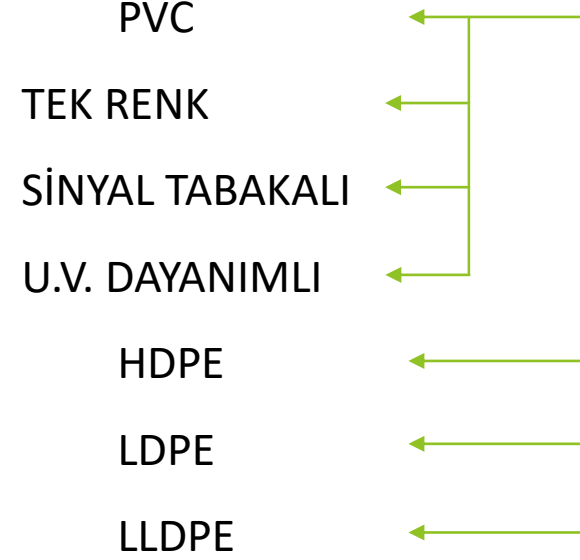 PVC
TEK RENK
SİNYAL TABAKALI
U.V. DAYANIMLI
HDPE
LDPE
LLDPE